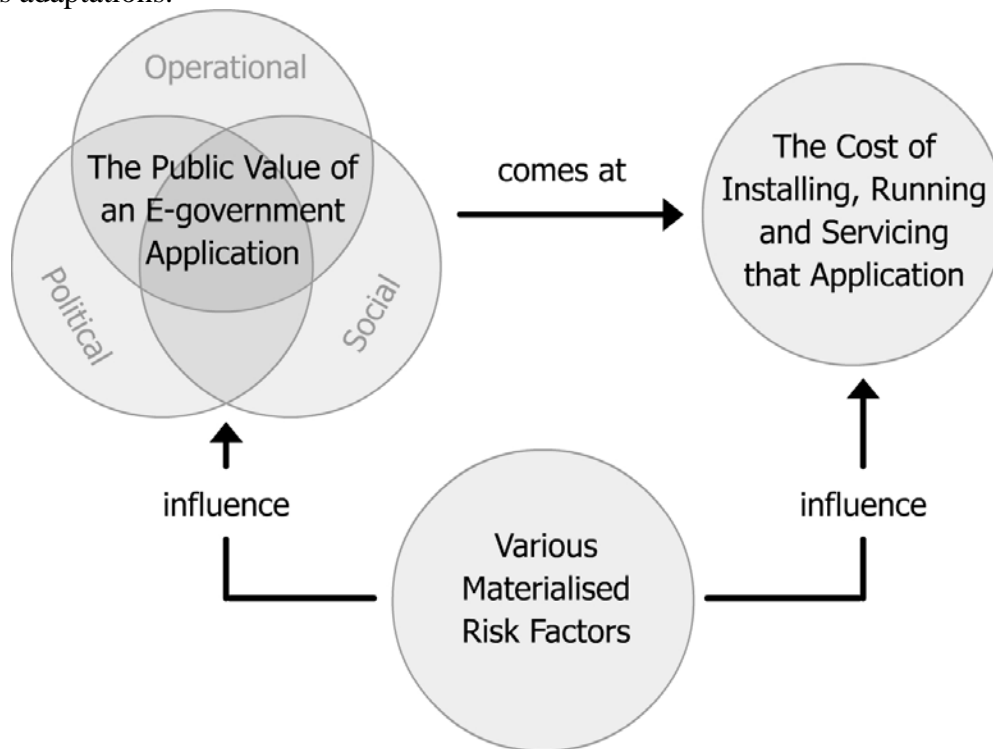 s adaptations.
Operational
The Public Value of
an E-government
Application
Political
Social
comes at
The Cost of
Installing, Running
and Servicing
that Application
influence
influence
Various
Materialised
Risk Factors